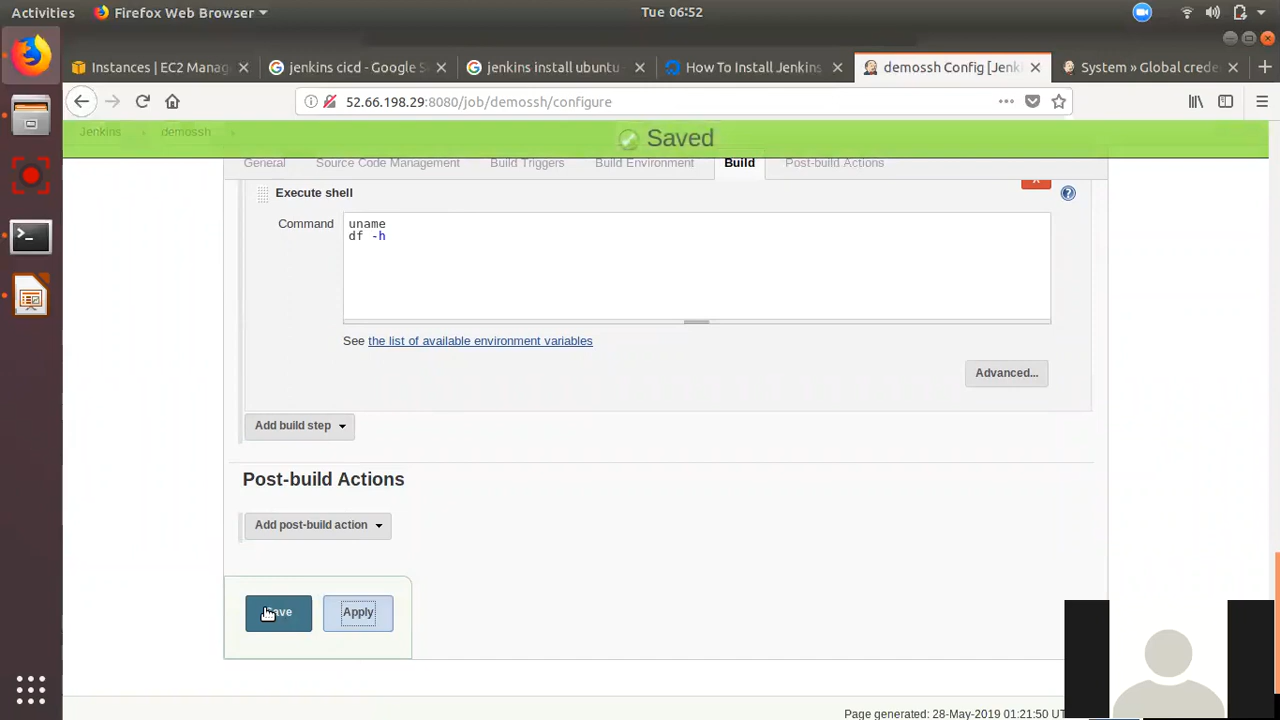 Activities
Firefox Web Browser
Tue 06:52
Instances | EC2 Manag
jenkins cicd - Google S
jenkins install ubuntu -
How To Install Jenkins
demossh Config [Jenki
System » Global crede
52.66.198.29:8080/job/demossh/configure
Jenkins
demossh
Saved
General
Source Code Management
Build Triggers
Build Environment
Build
Post-build Actions
Execute shell
Command
uname
df -h
See the list of available environment variables
Advanced...
Add build step
Post-build Actions
Add post-build action
Save
Apply
Page generated: 28-May-2019 01:21:50 UT